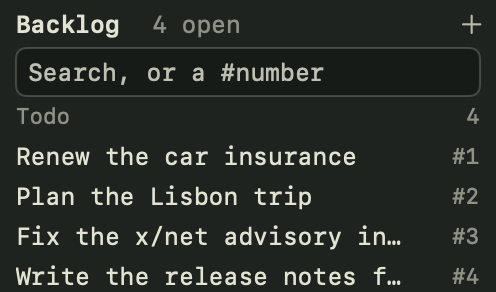 Backlog 4 open +
Search, or a #number
Todo 4
Renew the car insurance #1
Plan the Lisbon trip #2
Fix the x/net advisory in… #3
Write the release notes f… #4